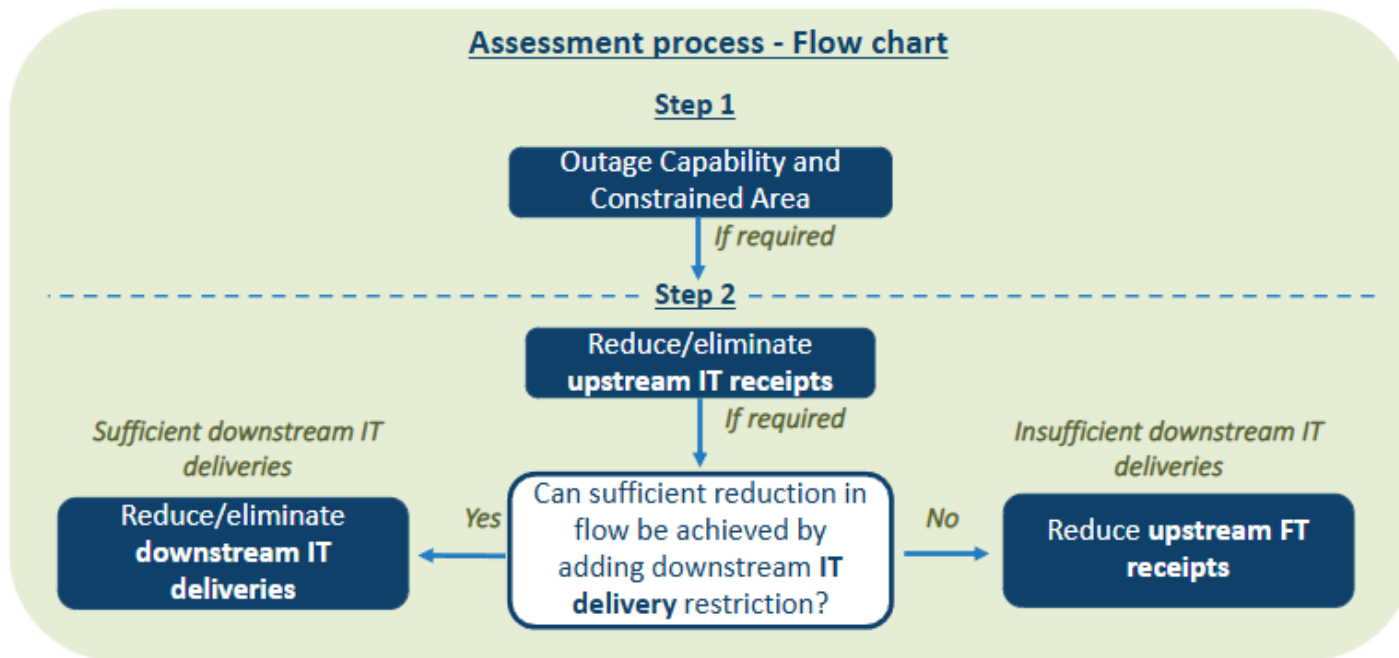 Assessment process - Flow chart
Step 1
Outage Capability and
Constrained Area
If required
Step 2
Reduce/eliminate
upstream IT receipts
If required
Sufficient downstream IT
deliveries
Insufficient downstream IT
deliveries
Reduce/eliminate
downstream IT
deliveries
Yes
Can sufficient reduction in
flow be achieved by
adding downstream IT
delivery restriction?
No
Reduce upstream FT
receipts